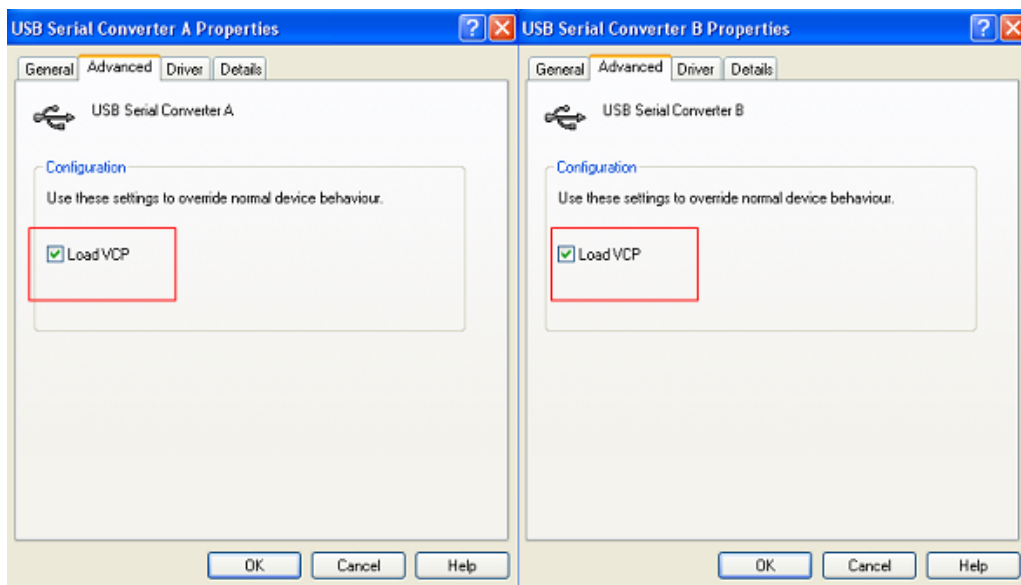 USB Serial Converter A Properties
General Advanced Driver Details
USB Serial Converter A
Configuration
Use these settings to override normal device behaviour.
Load VCP
OK Cancel Help
USB Serial Converter B Properties
General Advanced Driver Details
USB Serial Converter B
Configuration
Use these settings to override normal device behaviour.
Load VCP
OK Cancel Help